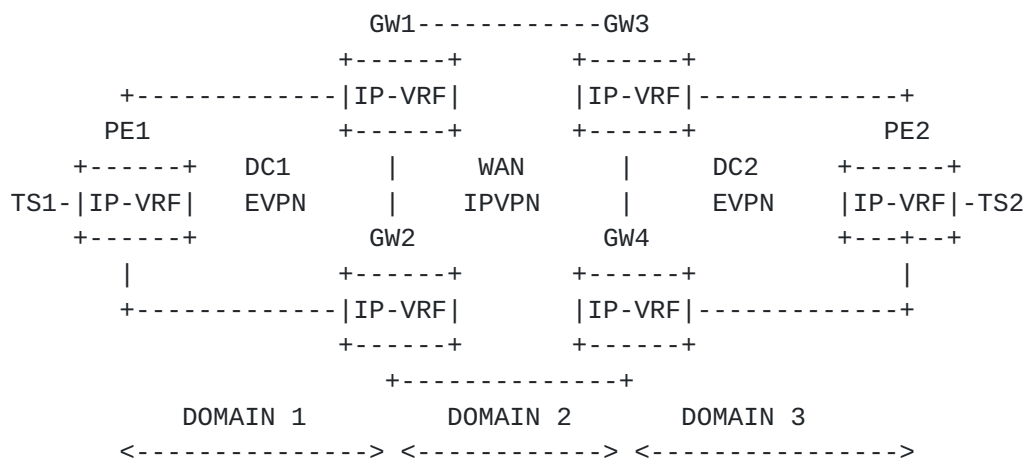 GW1------------GW3
+------+ +------+
+-------------|IP-VRF| |IP-VRF|-------------+
PE1 +------+ +------+ PE2
+------+ DC1 | WAN | DC2 +------+
TS1-|IP-VRF| EVPN | IPVPN | EVPN |IP-VRF|-TS2
+------+ GW2 GW4 +---+--+
| +------+ +------+ |
+-------------|IP-VRF| |IP-VRF|-------------+
+------+ +------+
+--------------+
DOMAIN 1 DOMAIN 2 DOMAIN 3
<---------------> <------------> <---------------->